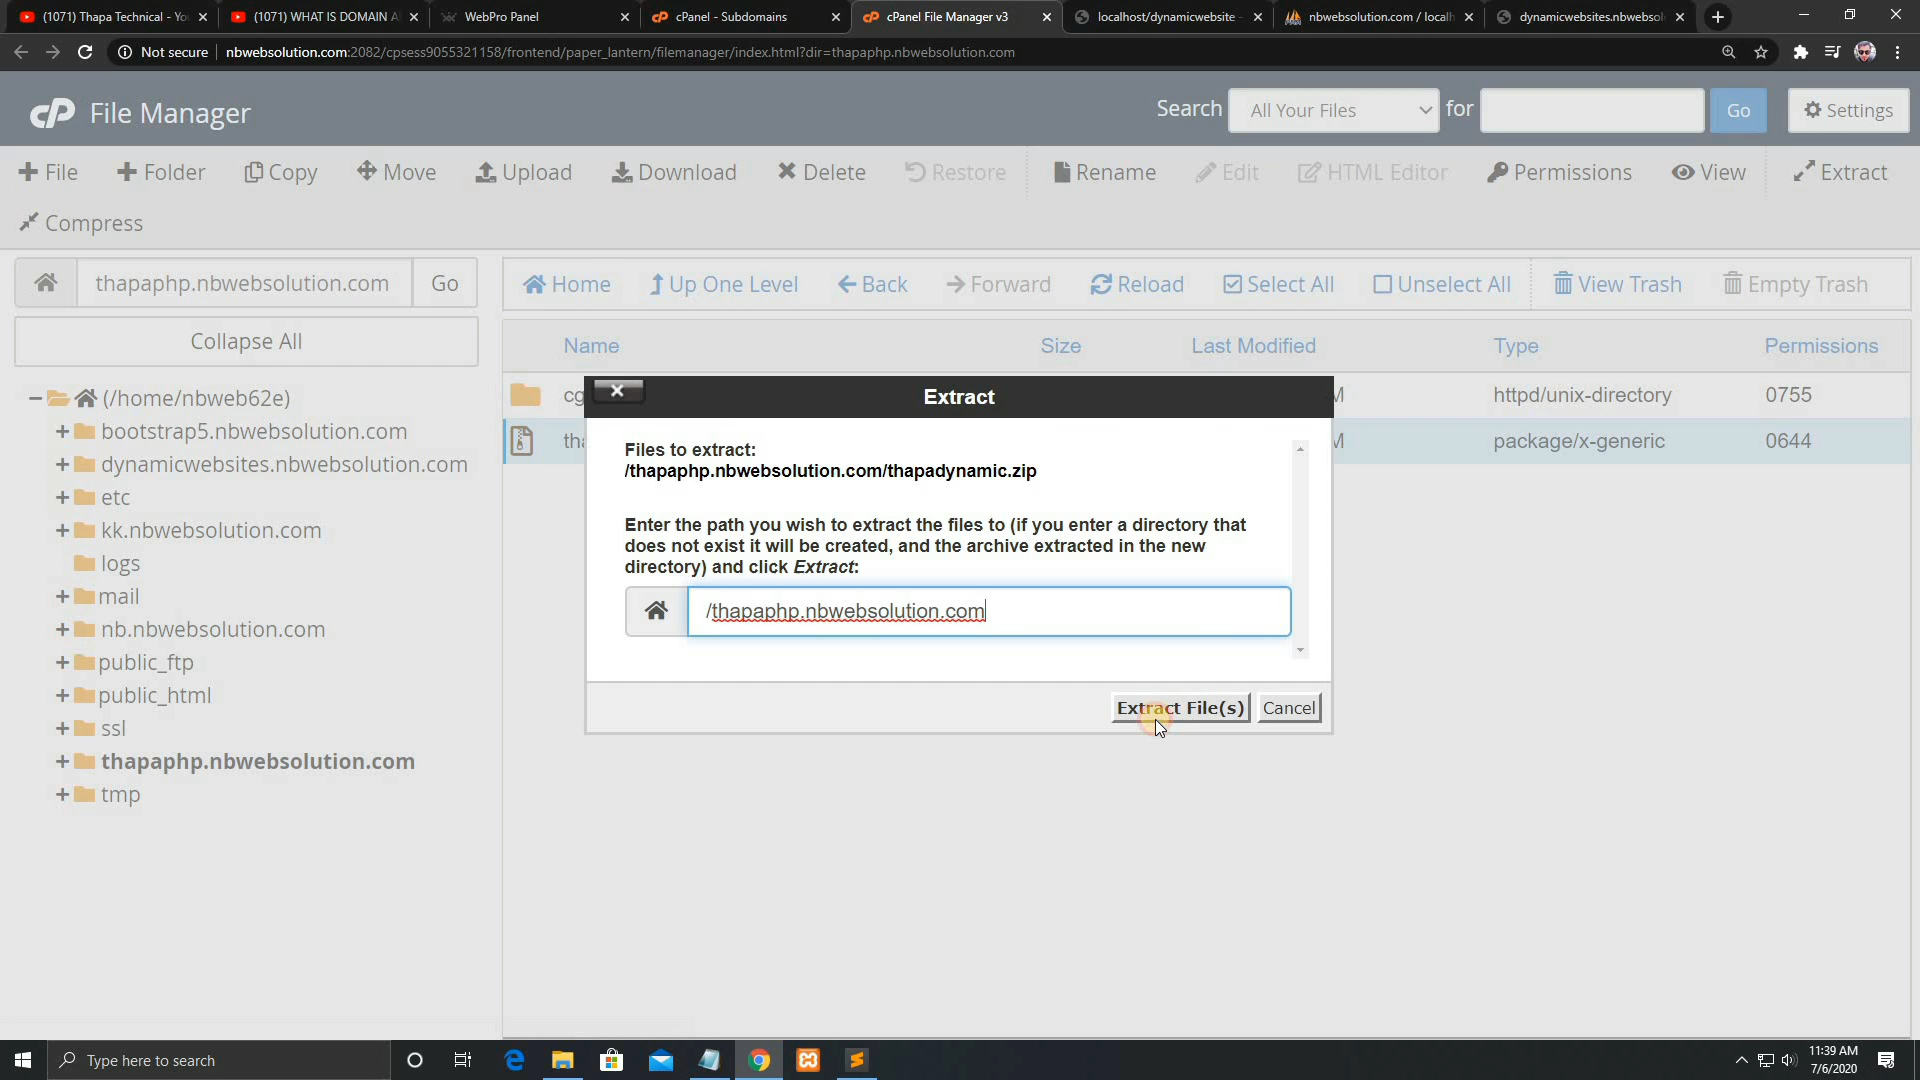 (1071) Thapa Technical - Yo
(1071) WHAT IS DOMAIN A
WebPro Panel
cPanel - Subdomains
cPanel File Manager v3
localhost/dynamicwebsite
nbwebsolution.com / localh
dynamicwebsites.nbwebsol
Not secure
nbwebsolution.com:2082/cpsess9055321158/frontend/paper_lantern/filemanager/index.html?dir=thapaphp.nbwebsolution.com
cP File Manager
Search All Your Files for Go Settings
File Folder Copy Move Upload Download Delete Restore Rename Edit HTML Editor Permissions View Extract
Compress
thapaphp.nbwebsolution.com Go
Home Up One Level Back Forward Reload Select All Unselect All View Trash Empty Trash
Collapse All
Name Size Last Modified Type Permissions
cg M httpd/unix-directory 0755
tha M package/x-generic 0644
(/home/nbweb62e)
bootstrap5.nbwebsolution.com
dynamicwebsites.nbwebsolution.com
etc
kk.nbwebsolution.com
logs
mail
nb.nbwebsolution.com
public_ftp
public_html
ssl
thapaphp.nbwebsolution.com
tmp
Extract
Files to extract:
/thapaphp.nbwebsolution.com/thapadynamic.zip
Enter the path you wish to extract the files to (if you enter a directory that
does not exist it will be created, and the archive extracted in the new
directory) and click Extract:
/thapaphp.nbwebsolution.com
Extract File(s) Cancel
Type here to search
11:39 AM
7/6/2020